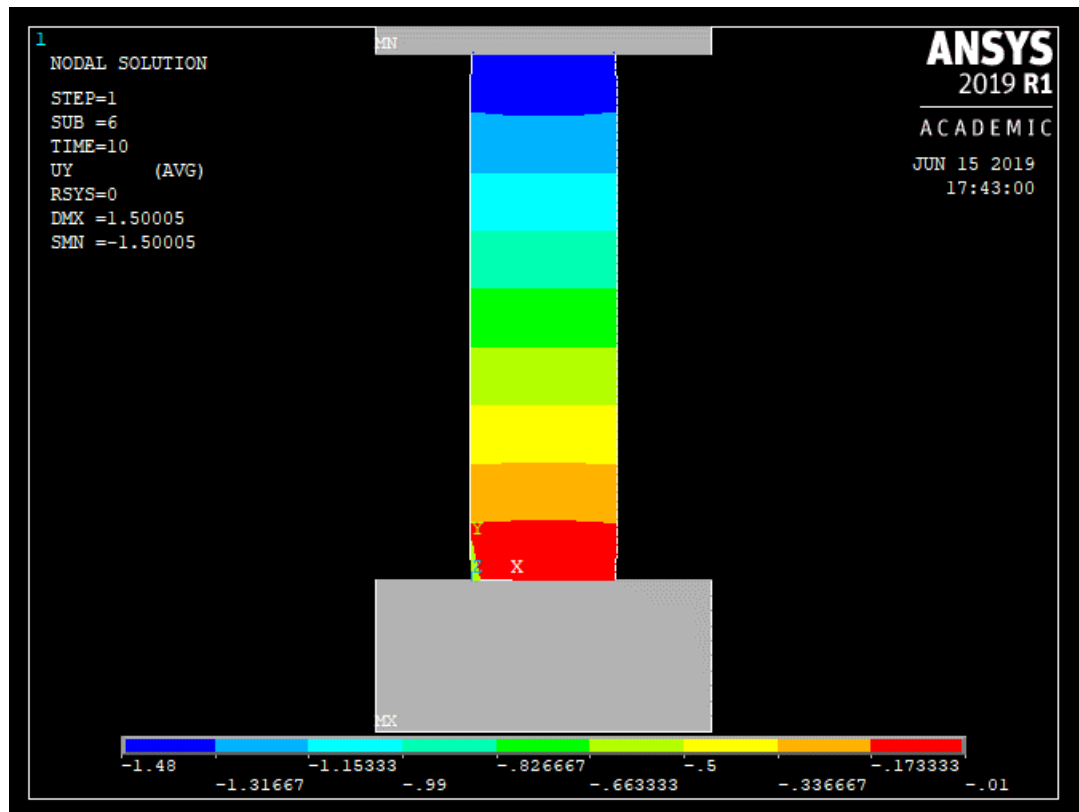 1
NODAL SOLUTION
STEP=1
SUB =6
TIME=10
UY (AVG)
RSYS=0
DMX =1.50005
SMN =-1.50005
MN
ANSYS
2019 R1
ACADEMIC
JUN 15 2019
17:43:00
Y
Z X
MX
-1.48 -1.15333 -.826667 -.5 -.173333
-1.31667 -.99 -.663333 -.336667 -.01